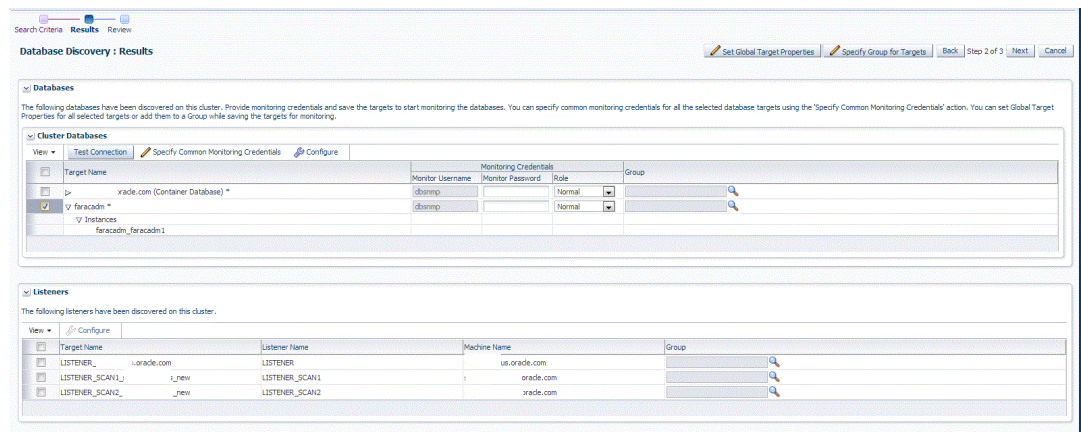 Search Criteria Results Review
Database Discovery : Results
Set Global Target Properties Specify Group for Targets Back Step 2 of 3 Next Cancel
Databases
The following databases have been discovered on this cluster. Provide monitoring credentials and save the targets to start monitoring the databases. You can specify common monitoring credentials for all the selected database targets using the 'Specify Common Monitoring Credentials' action. You can set Global Target
Properties for all selected targets or add them to a Group while saving the targets for monitoring.
Cluster Databases
View Test Connection Specify Common Monitoring Credentials Configure
Target Name Monitoring Credentials Group
Monitor Username Monitor Password Role
racle.com (Container Database) * dbsnmp Normal
faracadm * dbsnmp Normal
Instances
faracadm_faracadm1
Listeners
The following listeners have been discovered on this cluster.
View Configure
Target Name Listener Name Machine Name Group
LISTENER_ .oracle.com LISTENER us.oracle.com
LISTENER_SCAN1_ _new LISTENER_SCAN1 oracle.com
LISTENER_SCAN2_ _new LISTENER_SCAN2 oracle.com